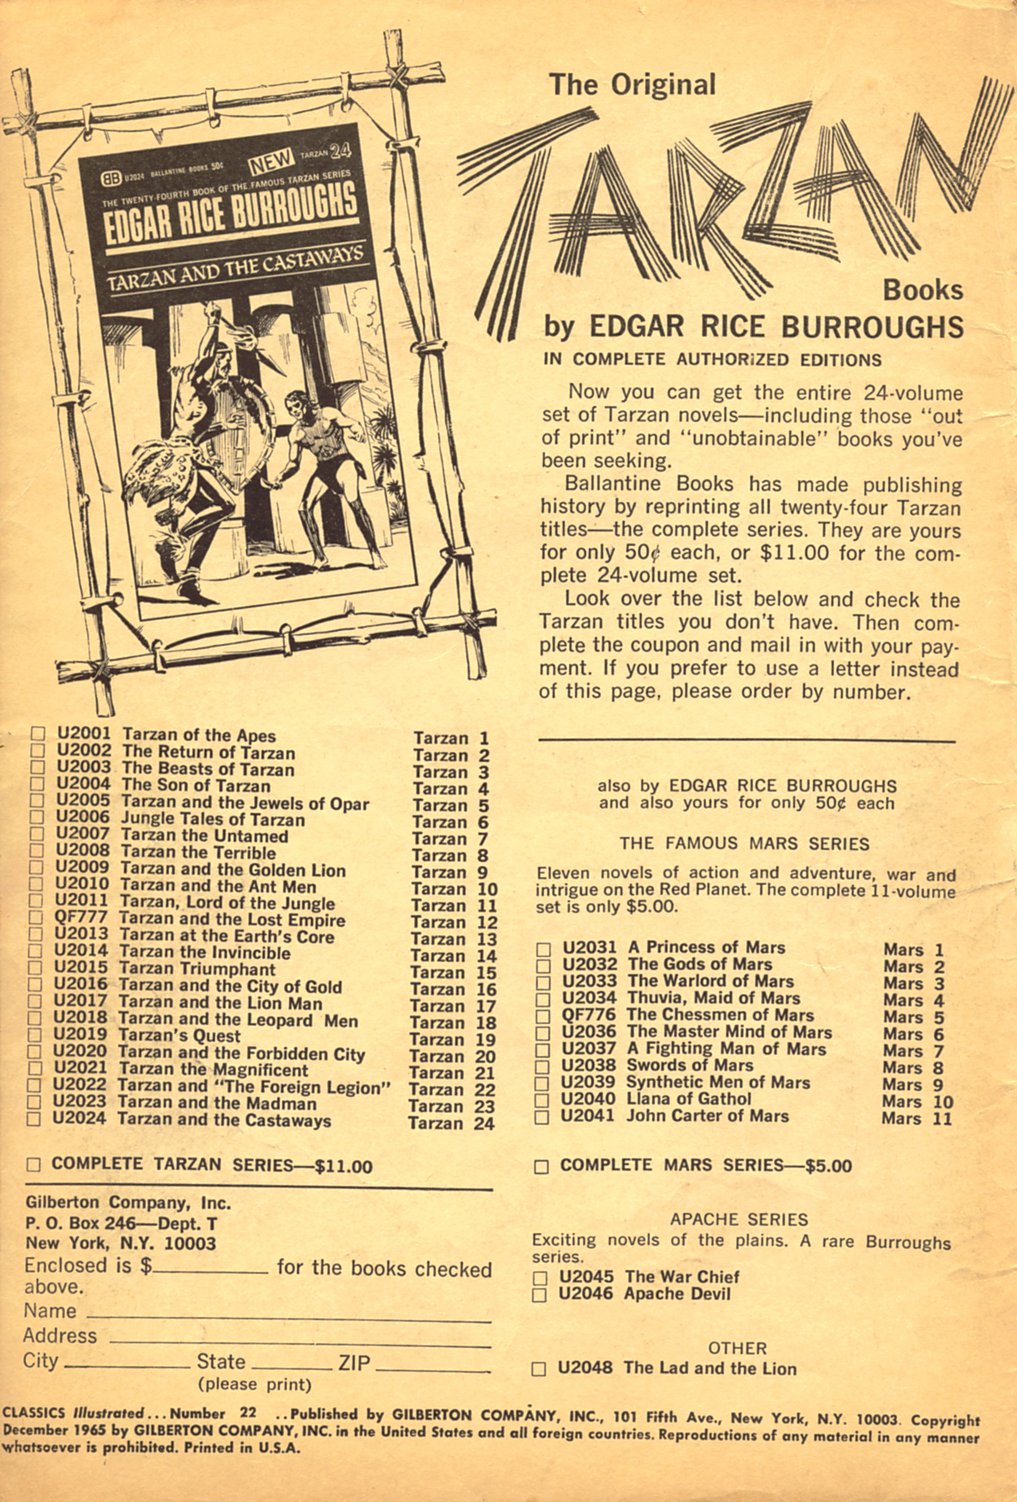 BB U2024 BALLANTINE BOOKS 50¢ NEW TARZAN 24
THE TWENTY-FOURTH BOOK OF THE FAMOUS TARZAN SERIES
EDGAR RICE BURROUGHS
TARZAN AND THE CASTAWAYS
The Original
TARZAN
Books
by EDGAR RICE BURROUGHS
IN COMPLETE AUTHORIZED EDITIONS
Now you can get the entire 24-volume
set of Tarzan novels—including those "out
of print" and "unobtainable" books you've
been seeking.
Ballantine Books has made publishing
history by reprinting all twenty-four Tarzan
titles—the complete series. They are yours
for only 50¢ each, or $11.00 for the com-
plete 24-volume set.
Look over the list below and check the
Tarzan titles you don't have. Then com-
plete the coupon and mail in with your pay-
ment. If you prefer to use a letter instead
of this page, please order by number.
U2001 Tarzan of the Apes Tarzan 1
U2002 The Return of Tarzan Tarzan 2
U2003 The Beasts of Tarzan Tarzan 3
U2004 The Son of Tarzan Tarzan 4
U2005 Tarzan and the Jewels of Opar Tarzan 5
U2006 Jungle Tales of Tarzan Tarzan 6
U2007 Tarzan the Untamed Tarzan 7
U2008 Tarzan the Terrible Tarzan 8
U2009 Tarzan and the Golden Lion Tarzan 9
U2010 Tarzan and the Ant Men Tarzan 10
U2011 Tarzan, Lord of the Jungle Tarzan 11
QF777 Tarzan and the Lost Empire Tarzan 12
U2013 Tarzan at the Earth's Core Tarzan 13
U2014 Tarzan the Invincible Tarzan 14
U2015 Tarzan Triumphant Tarzan 15
U2016 Tarzan and the City of Gold Tarzan 16
U2017 Tarzan and the Lion Man Tarzan 17
U2018 Tarzan and the Leopard Men Tarzan 18
U2019 Tarzan's Quest Tarzan 19
U2020 Tarzan and the Forbidden City Tarzan 20
U2021 Tarzan the Magnificent Tarzan 21
U2022 Tarzan and "The Foreign Legion" Tarzan 22
U2023 Tarzan and the Madman Tarzan 23
U2024 Tarzan and the Castaways Tarzan 24
COMPLETE TARZAN SERIES—$11.00
Gilberton Company, Inc.
P. O. Box 246—Dept. T
New York, N.Y. 10003
Enclosed is $ for the books checked
above.
Name
Address
City State ZIP
(please print)
also by EDGAR RICE BURROUGHS
and also yours for only 50¢ each
THE FAMOUS MARS SERIES
Eleven novels of action and adventure, war and
intrigue on the Red Planet. The complete 11-volume
set is only $5.00.
U2031 A Princess of Mars Mars 1
U2032 The Gods of Mars Mars 2
U2033 The Warlord of Mars Mars 3
U2034 Thuvia, Maid of Mars Mars 4
QF776 The Chessmen of Mars Mars 5
U2036 The Master Mind of Mars Mars 6
U2037 A Fighting Man of Mars Mars 7
U2038 Swords of Mars Mars 8
U2039 Synthetic Men of Mars Mars 9
U2040 Llana of Gathol Mars 10
U2041 John Carter of Mars Mars 11
COMPLETE MARS SERIES—$5.00
APACHE SERIES
Exciting novels of the plains. A rare Burroughs
series.
U2045 The War Chief
U2046 Apache Devil
OTHER
U2048 The Lad and the Lion
CLASSICS Illustrated...Number 22 ..Published by GILBERTON COMPANY, INC., 101 Fifth Ave., New York, N.Y. 10003. Copyright
December 1965 by GILBERTON COMPANY, INC. in the United States and all foreign countries. Reproductions of any material in any manner
whatsoever is prohibited. Printed in U.S.A.